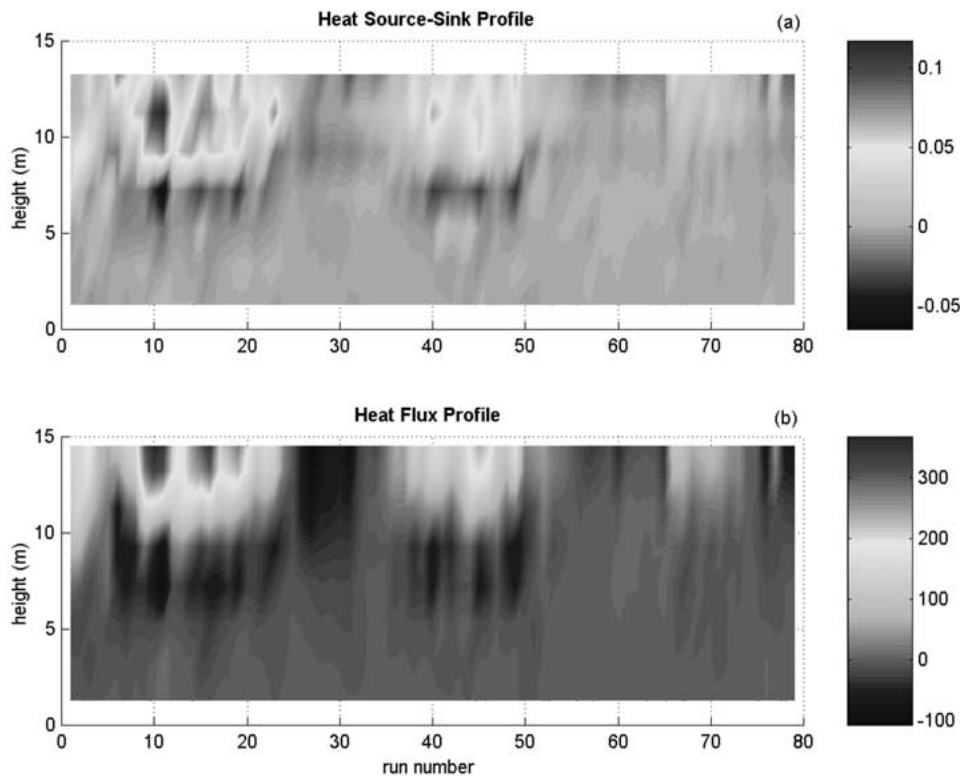 Heat Source-Sink Profile
(a)
15
10
5
0
height (m)
0 10 20 30 40 50 60 70 80
0.1
0.05
0
-0.05
Heat Flux Profile
(b)
15
10
5
0
height (m)
0 10 20 30 40 50 60 70 80
run number
300
200
100
0
-100